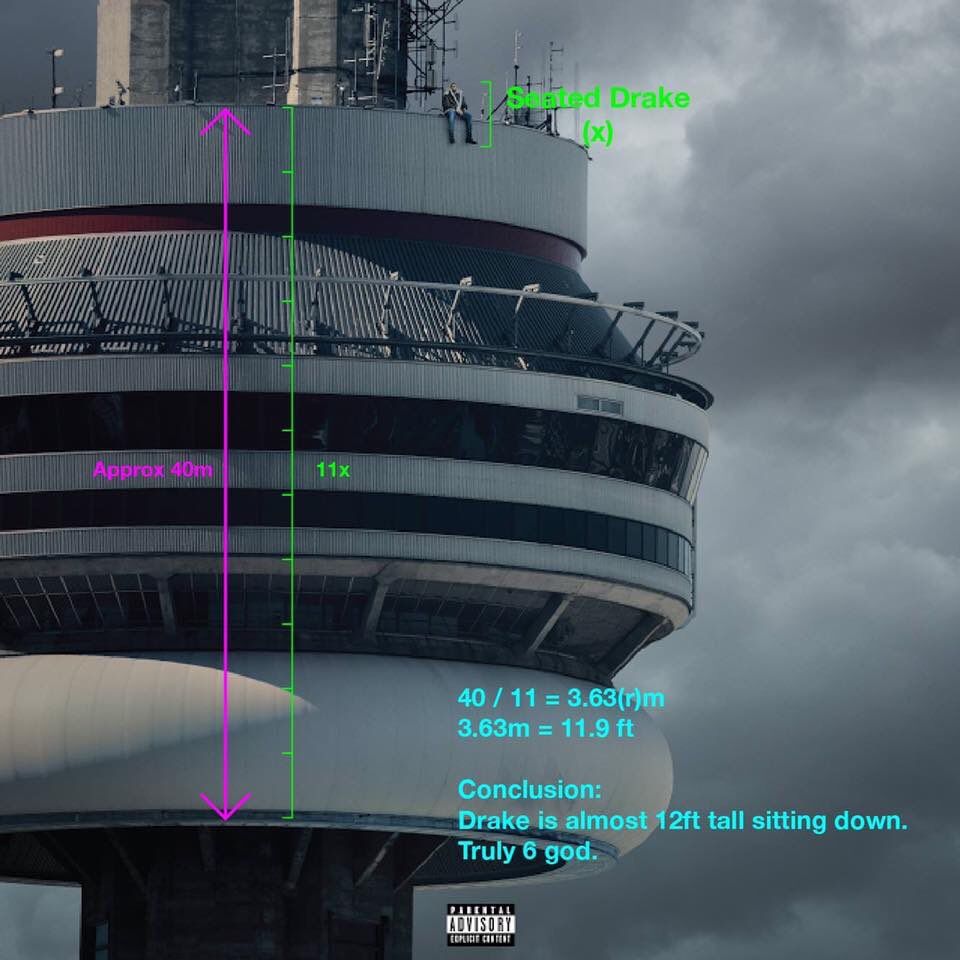 Seated Drake
(x)
Approx 40m
11x
40 / 11 = 3.63(r)m
3.63m = 11.9 ft
Conclusion:
Drake is almost 12ft tall sitting down.
Truly 6 god.
PARENTAL
ADVISORY
EXPLICIT CONTENT